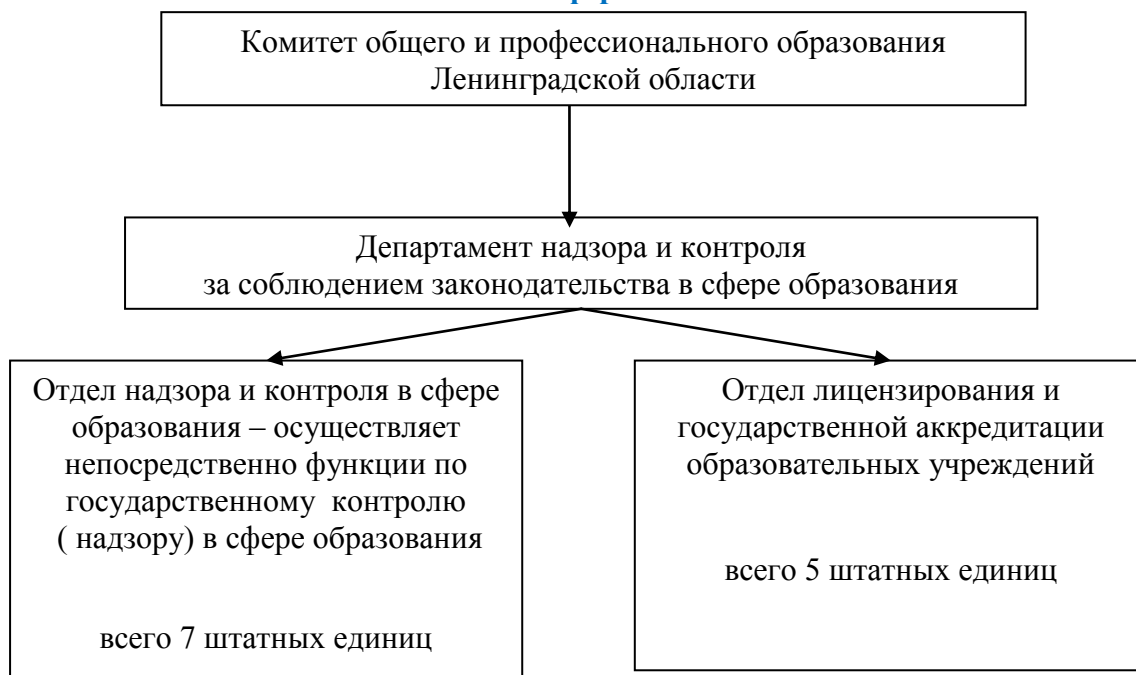 Комитет общего и профессионального образования
Ленинградской области
Департамент надзора и контроля
за соблюдением законодательства в сфере образования
Отдел надзора и контроля в сфере
образования – осуществляет
непосредственно функции по
государственному контролю
( надзору) в сфере образования
всего 7 штатных единиц
Отдел лицензирования и
государственной аккредитации
образовательных учреждений
всего 5 штатных единиц